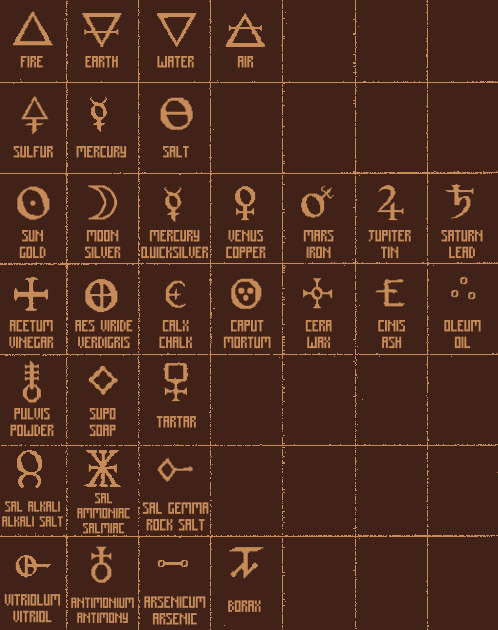 FIRE
EARTH
WATER
AIR
SULFUR
MERCURY
SALT
SUN
GOLD
MOON
SILVER
MERCURY
QUICKSILVER
VENUS
COPPER
MARS
IRON
JUPITER
TIN
SATURN
LEAD
ACETUM
VINEGAR
AES VIRIDE
VERDIGRIS
CALX
CHALK
CAPUT
MORTUM
CERA
WAX
CINIS
ASH
OLEUM
OIL
PULVIS
POWDER
SUPO
SOAP
TARTAR
SAL ALKALI
ALKALI SALT
SAL
AMMONIAC
SALMIAC
SAL GEMMA
ROCK SALT
VITRIOLUM
VITRIOL
ANTIMONIUM
ANTIMONY
ARSENICUM
ARSENIC
BORAX